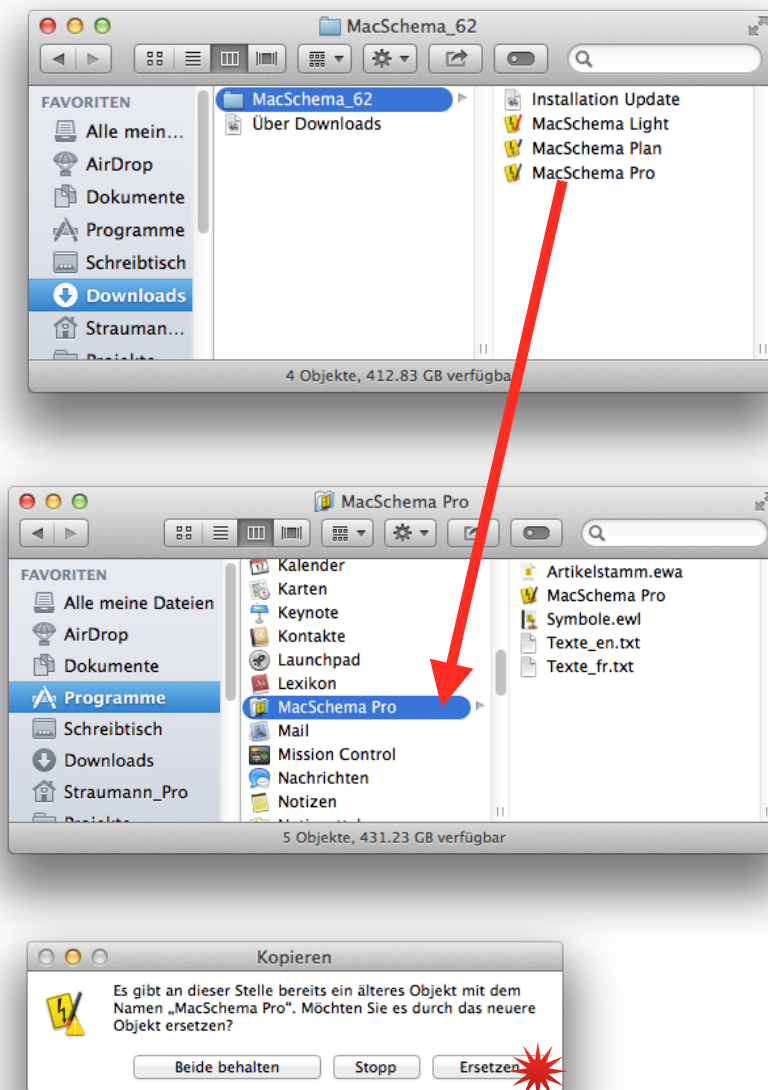 MacSchema_62
FAVORITEN
Alle mein...
AirDrop
Dokumente
Programme
Schreibtisch
Downloads
Strauman...
MacSchema_62
Über Downloads
Installation Update
MacSchema Light
MacSchema Plan
MacSchema Pro
4 Objekte, 412.83 GB verfügba
MacSchema Pro
FAVORITEN
Alle meine Dateien
AirDrop
Dokumente
Programme
Schreibtisch
Downloads
Straumann_Pro
Kalender
Karten
Keynote
Kontakte
Launchpad
Lexikon
MacSchema Pro
Mail
Mission Control
Nachrichten
Notizen
Artikelstamm.ewa
MacSchema Pro
Symbole.ewl
Texte_en.txt
Texte_fr.txt
5 Objekte, 431.23 GB verfügbar
Kopieren
Es gibt an dieser Stelle bereits ein älteres Objekt mit dem
Namen „MacSchema Pro“. Möchten Sie es durch das neuere
Objekt ersetzen?
Beide behalten
Stopp
Ersetzen